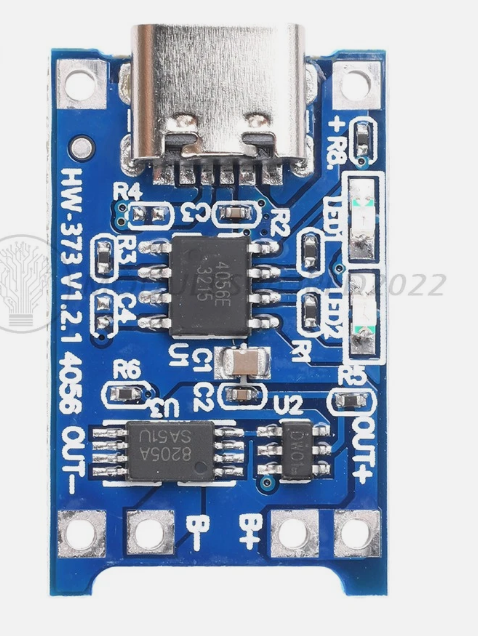 +
R8
HW-373 V1.2.1 4056 OUT-
R4
C3
R2
LED1
R3
4056E
3215
C4
U1
R1
LED2
2022
C1
C2
R6
U3
U2
8205A
SA51U
DW01
OUT+
B-
B+